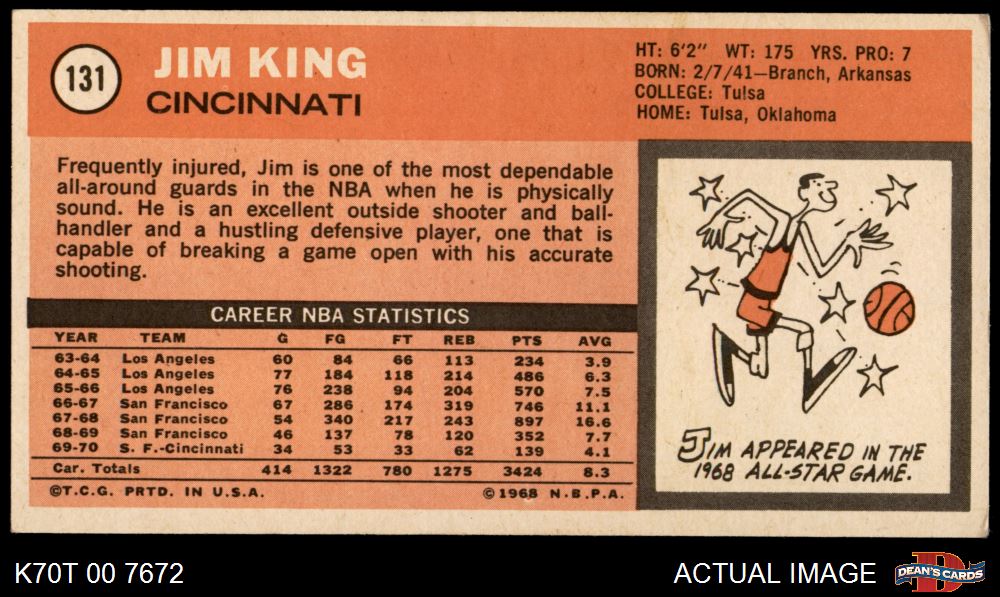 131
JIM KING
CINCINNATI
HT: 6'2" WT: 175 YRS. PRO: 7
BORN: 2/7/41—Branch, Arkansas
COLLEGE: Tulsa
HOME: Tulsa, Oklahoma
Frequently injured, Jim is one of the most dependable
all-around guards in the NBA when he is physically
sound. He is an excellent outside shooter and ball-
handler and a hustling defensive player, one that is
capable of breaking a game open with his accurate
shooting.
CAREER NBA STATISTICS
YEAR TEAM G FG FT REB PTS AVG
63-64 Los Angeles 60 84 66 113 234 3.9
64-65 Los Angeles 77 184 118 214 486 6.3
65-66 Los Angeles 76 238 94 204 570 7.5
66-67 San Francisco 67 286 174 319 746 11.1
67-68 San Francisco 54 340 217 243 897 16.6
68-69 San Francisco 46 137 78 120 352 7.7
69-70 S. F.-Cincinnati 34 53 33 62 139 4.1
Car. Totals 414 1322 780 1275 3424 8.3
©T.C.G. PRTD. IN U.S.A. ©1968 N.B.P.A.
JIM APPEARED IN THE
1968 ALL-STAR GAME.
K70T 00 7672
ACTUAL IMAGE
D
DEAN'S CARDS